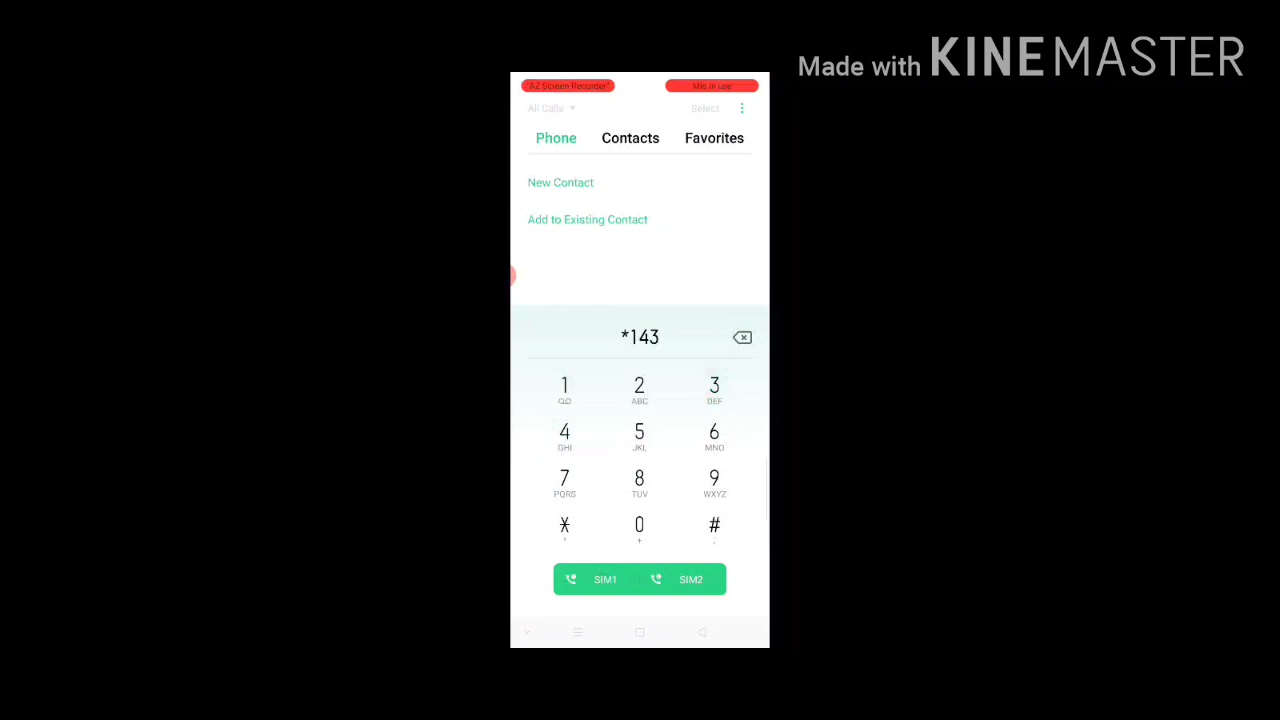 Made with KINEMASTER
AZ Screen Recorder
Mic in use
All Calls
Select
Phone
Contacts
Favorites
New Contact
Add to Existing Contact
*143
1 2 3
ABC DEF
4 5 6
GHI JKL MNO
7 8 9
PQRS TUV WXYZ
* 0 #
+
SIM1 SIM2